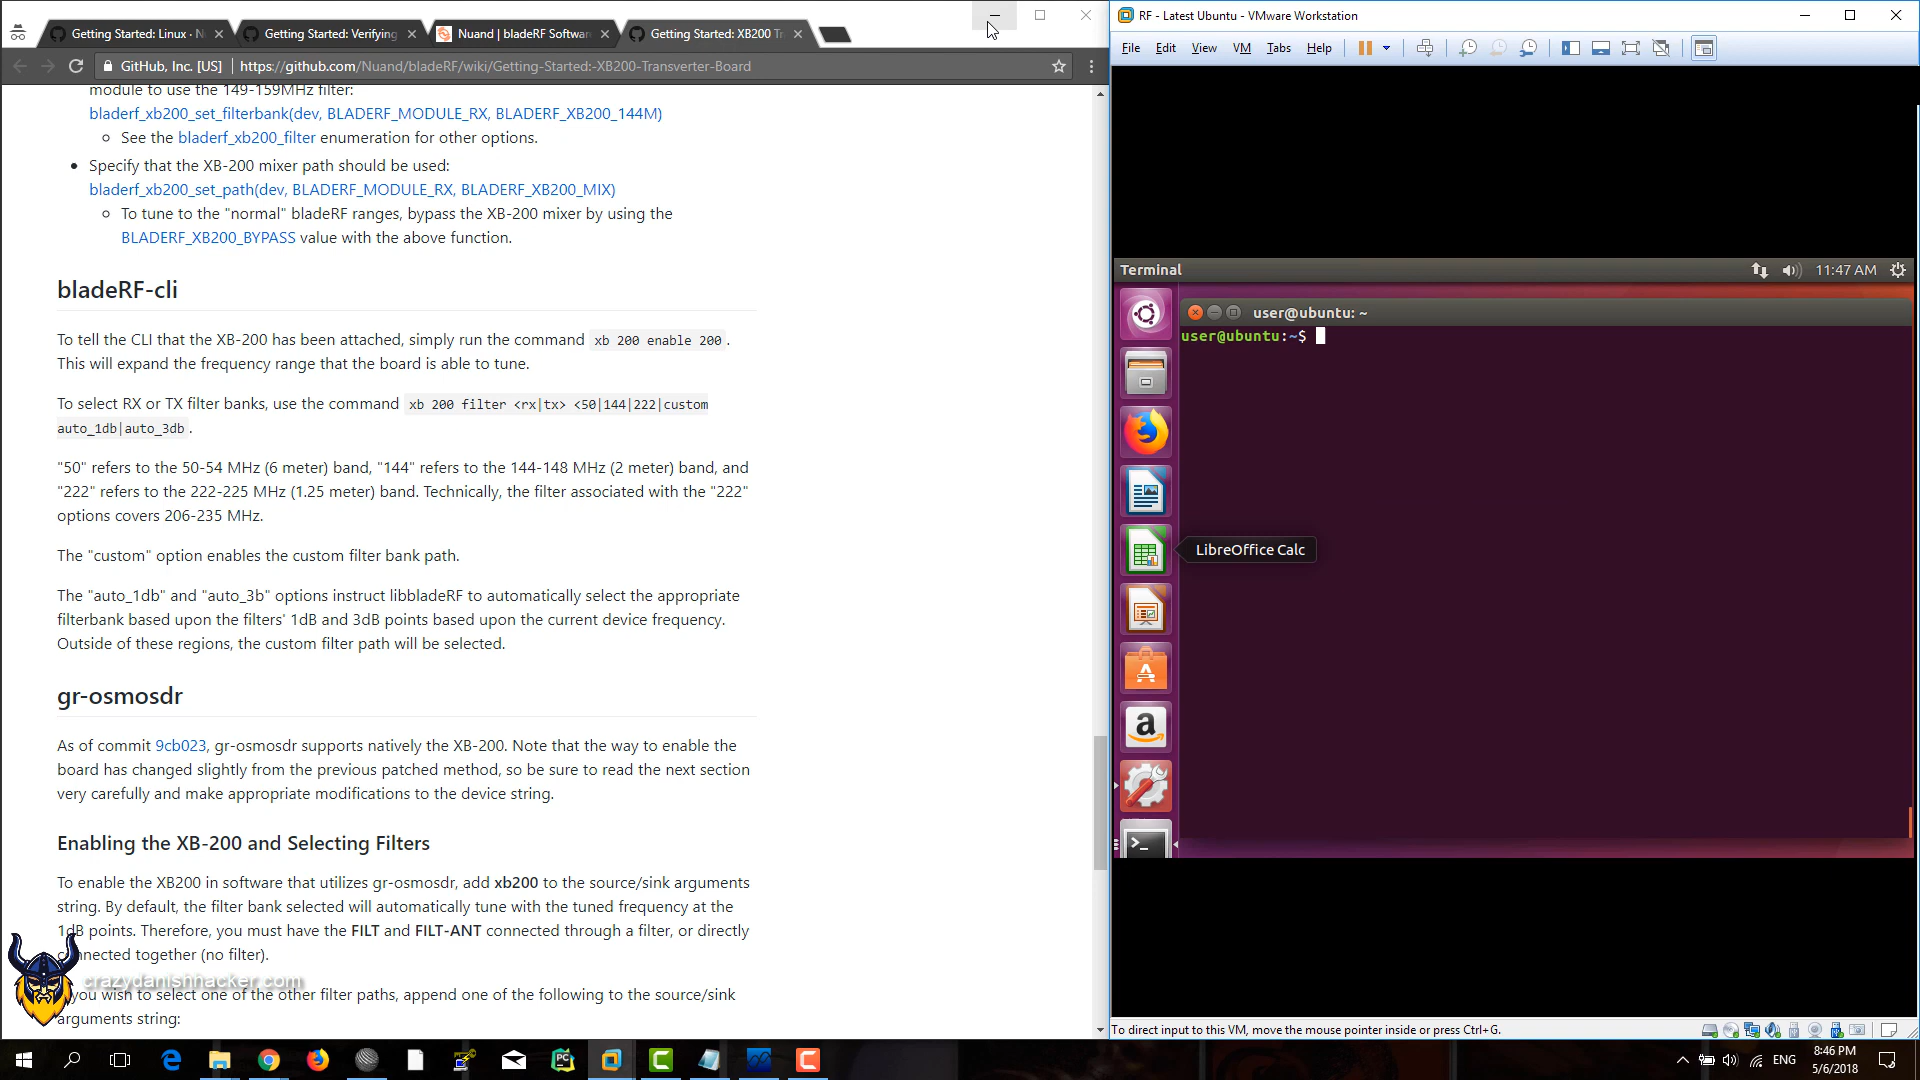 Getting Started: Linux · N
Getting Started: Verifying
Nuand | bladeRF Softwar
Getting Started: XB200 Tr
GitHub, Inc. [US]
https://github.com/Nuand/bladeRF/wiki/Getting-Started:-XB200-Transverter-Board
module to use the 149-159MHz filter:
bladerf_xb200_set_filterbank(dev, BLADERF_MODULE_RX, BLADERF_XB200_144M)
See the bladerf_xb200_filter enumeration for other options.
Specify that the XB-200 mixer path should be used:
bladerf_xb200_set_path(dev, BLADERF_MODULE_RX, BLADERF_XB200_MIX)
To tune to the "normal" bladeRF ranges, bypass the XB-200 mixer by using the
BLADERF_XB200_BYPASS value with the above function.
bladeRF-cli
To tell the CLI that the XB-200 has been attached, simply run the command xb 200 enable 200.
This will expand the frequency range that the board is able to tune.
To select RX or TX filter banks, use the command xb 200 filter <rx|tx> <50|144|222|custom
auto_1db|auto_3db.
"50" refers to the 50-54 MHz (6 meter) band, "144" refers to the 144-148 MHz (2 meter) band, and
"222" refers to the 222-225 MHz (1.25 meter) band. Technically, the filter associated with the "222"
options covers 206-235 MHz.
The "custom" option enables the custom filter bank path.
The "auto_1db" and "auto_3b" options instruct libbladeRF to automatically select the appropriate
filterbank based upon the filters' 1dB and 3dB points based upon the current device frequency.
Outside of these regions, the custom filter path will be selected.
gr-osmosdr
As of commit 9cb023, gr-osmosdr supports natively the XB-200. Note that the way to enable the
board has changed slightly from the previous patched method, so be sure to read the next section
very carefully and make appropriate modifications to the device string.
Enabling the XB-200 and Selecting Filters
To enable the XB200 in software that utilizes gr-osmosdr, add xb200 to the source/sink arguments
string. By default, the filter bank selected will automatically tune with the tuned frequency at the
1dB points. Therefore, you must have the FILT and FILT-ANT connected through a filter, or directly
connected together (no filter).
crazydanishhacker.com
you wish to select one of the other filter paths, append one of the following to the source/sink
arguments string:
RF - Latest Ubuntu - VMware Workstation
File Edit View VM Tabs Help
Terminal
11:47 AM
user@ubuntu: ~
user@ubuntu:~$
LibreOffice Calc
To direct input to this VM, move the mouse pointer inside or press Ctrl+G.
ENG
8:46 PM
5/6/2018